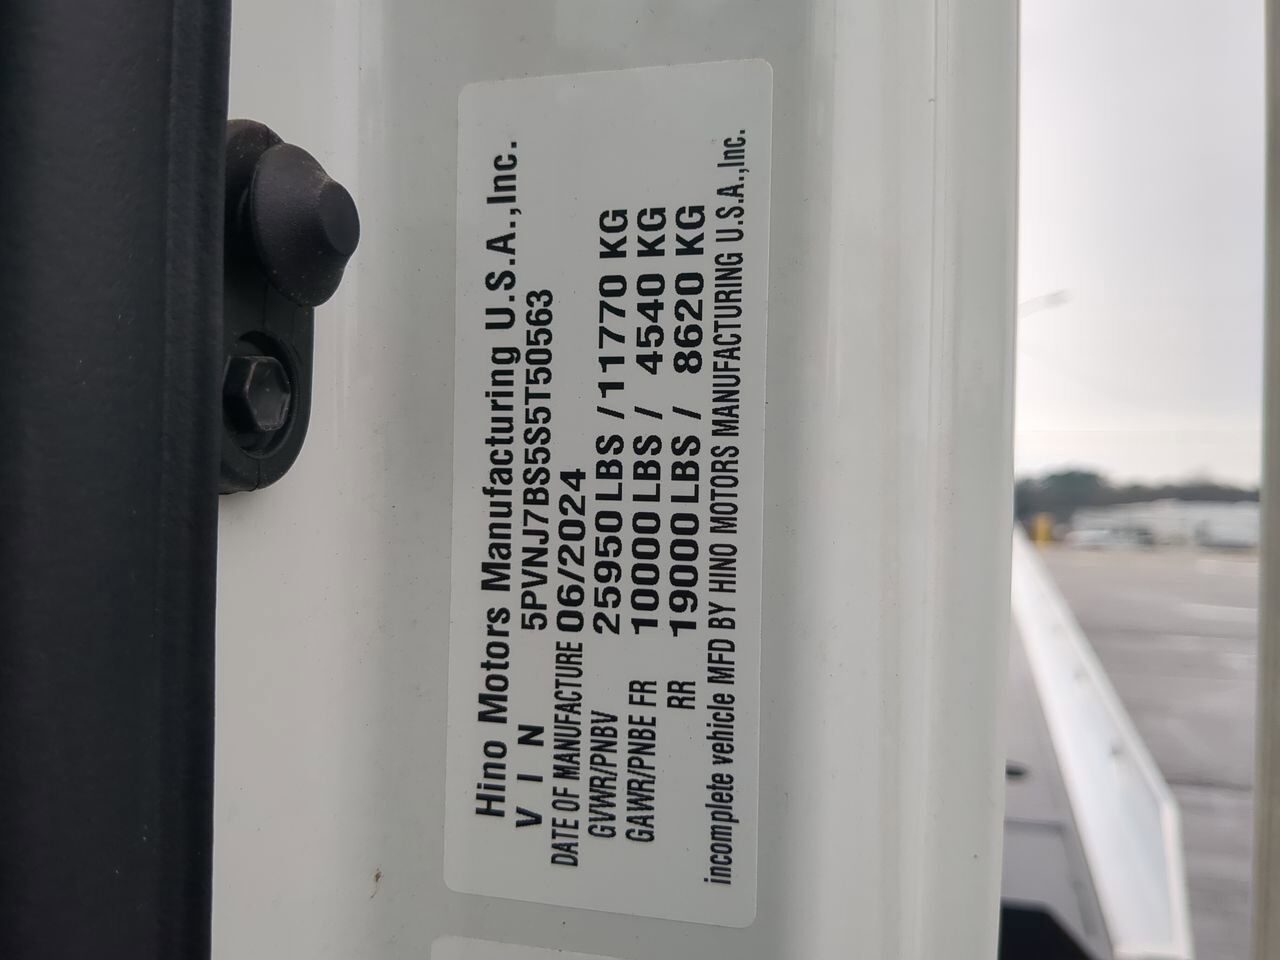 Hino Motors Manufacturing U.S.A.,Inc.
V I N 5PVNJ7BS5S5T50563
DATE OF MANUFACTURE 06/2024
GVWR/PNBV 25950 LBS / 11770 KG
GAWR/PNBE FR 10000 LBS / 4540 KG
RR 19000 LBS / 8620 KG
incomplete vehicle MFD BY HINO MOTORS MANUFACTURING U.S.A.,Inc.